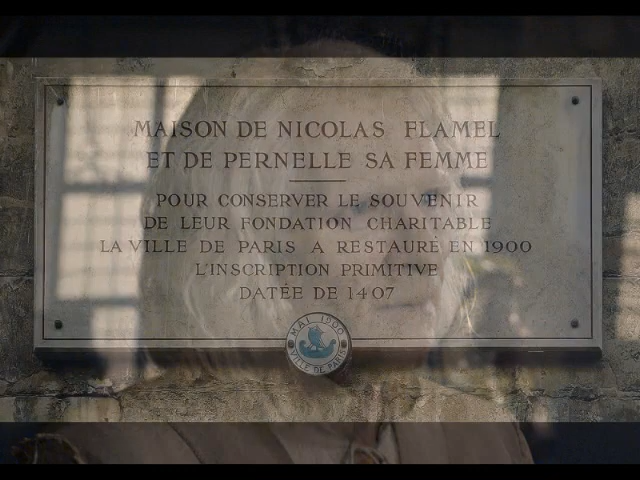 MAISON DE NICOLAS FLAMEL
ET DE PERNELLE SA FEMME
POUR CONSERVER LE SOUVENIR
DE LEUR FONDATION CHARITABLE
LA VILLE DE PARIS A RESTAURÉ EN 1900
L'INSCRIPTION PRIMITIVE
DATÉE DE 1407
MAI 1900
VILLE DE PARIS